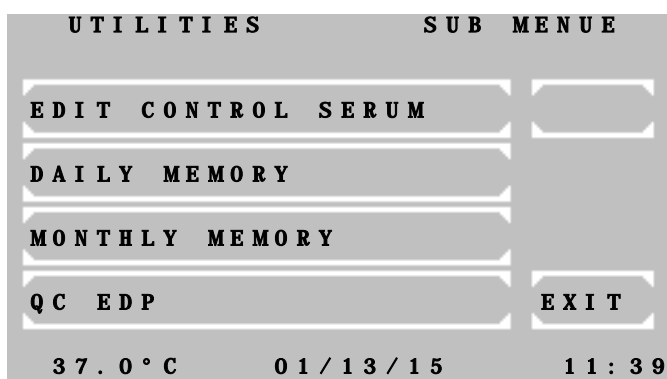 UTILITIES SUB MENUE
EDIT CONTROL SERUM
DAILY MEMORY
MONTHLY MEMORY
QC EDP EXIT
37.0°C 01/13/15 11:39